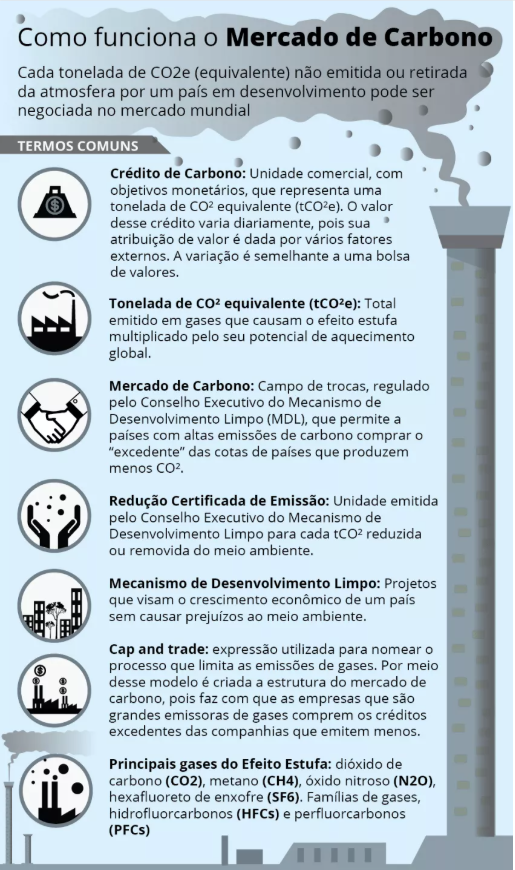 Como funciona o Mercado de Carbono
Cada tonelada de CO2e (equivalente) não emitida ou retirada
da atmosfera por um país em desenvolvimento pode ser
negociada no mercado mundial
TERMOS COMUNS
Crédito de Carbono: Unidade comercial, com
objetivos monetários, que representa uma
tonelada de CO² equivalente (tCO²e). O valor
desse crédito varia diariamente, pois sua
atribuição de valor é dada por vários fatores
externos. A variação é semelhante a uma bolsa
de valores.
Tonelada de CO² equivalente (tCO²e): Total
emitido em gases que causam o efeito estufa
multiplicado pelo seu potencial de aquecimento
global.
Mercado de Carbono: Campo de trocas, regulado
pelo Conselho Executivo do Mecanismo de
Desenvolvimento Limpo (MDL), que permite a
países com altas emissões de carbono comprar o
“excedente” das cotas de países que produzem
menos CO².
Redução Certificada de Emissão: Unidade emitida
pelo Conselho Executivo do Mecanismo de
Desenvolvimento Limpo para cada tCO² reduzida
ou removida do meio ambiente.
Mecanismo de Desenvolvimento Limpo: Projetos
que visam o crescimento econômico de um país
sem causar prejuízos ao meio ambiente.
Cap and trade: expressão utilizada para nomear o
processo que limita as emissões de gases. Por meio
desse modelo é criada a estrutura do mercado de
carbono, pois faz com que as empresas que são
grandes emissoras de gases comprem os créditos
excedentes das companhias que emitem menos.
Principais gases do Efeito Estufa: dióxido de
carbono (CO2), metano (CH4), óxido nitroso (N2O),
hexafluoreto de enxofre (SF6). Famílias de gases,
hidrofluorcarbonos (HFCs) e perfluorcarbonos
(PFCs)